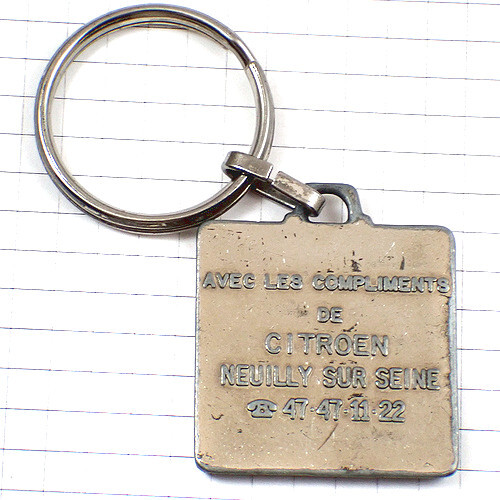 AVEC LES COMPLIMENTS
DE
CITROEN
NEUILLY SUR SEINE
☎ 47-47-11-22